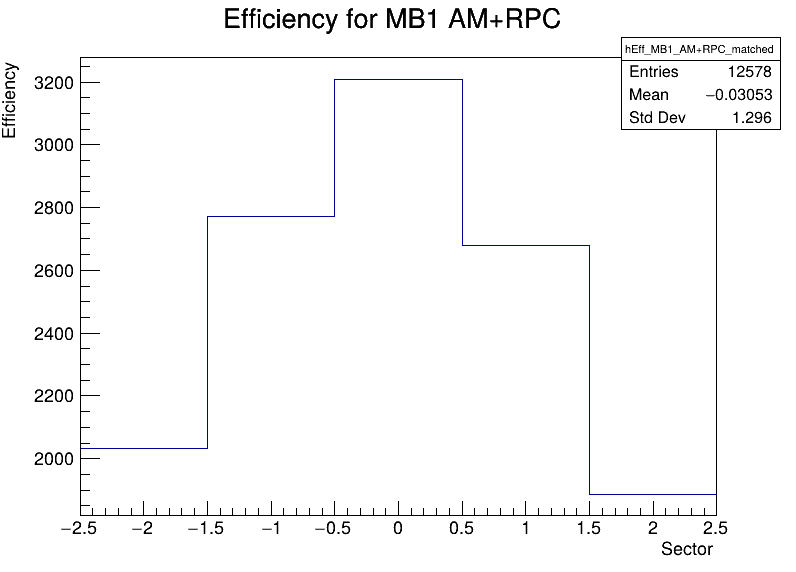 Efficiency for MB1 AM+RPC
hEff_MB1_AM+RPC_matched
Entries 12578
Mean −0.03053
Std Dev 1.296
Efficiency
3200
3000
2800
2600
2400
2200
2000
−2.5 −2 −1.5 −1 −0.5 0 0.5 1 1.5 2 2.5
Sector